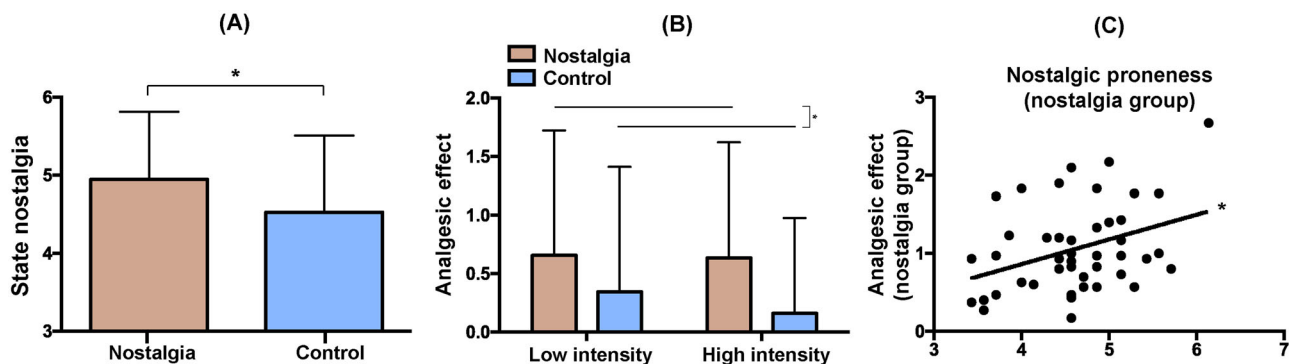 (A)
*
State nostalgia
6
5
4
3
Nostalgia Control
(B)
Nostalgia
Control
*
Analgesic effect
2.0
1.5
1.0
0.5
0.0
Low intensity High intensity
(C)
Nostalgic proneness
(nostalgia group)
Analgesic effect
(nostalgia group)
3
2
1
0
*
3 4 5 6 7